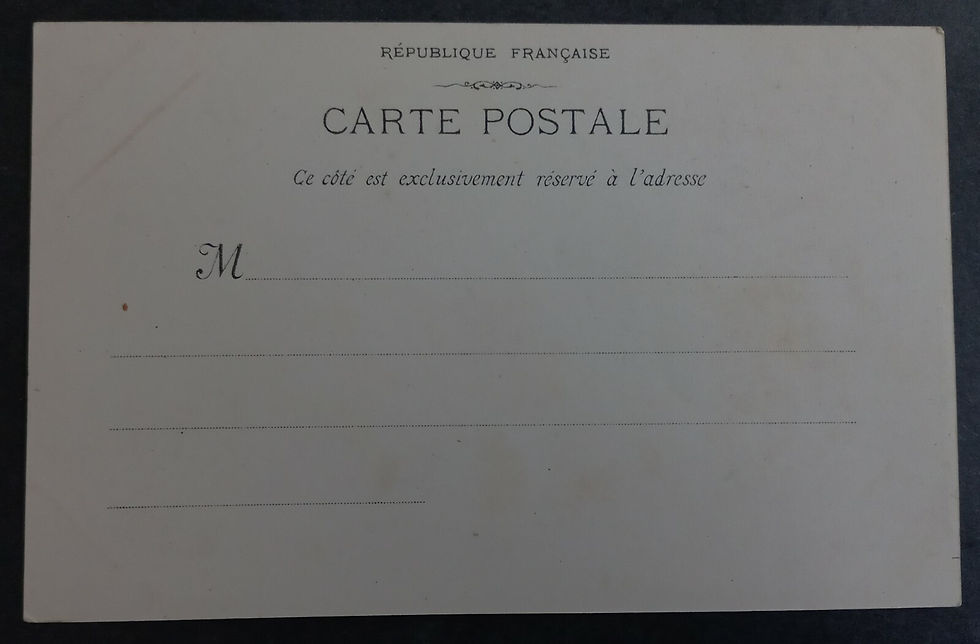 RÉPUBLIQUE FRANÇAISE
CARTE POSTALE
Ce côté est exclusivement réservé à l'adresse
M